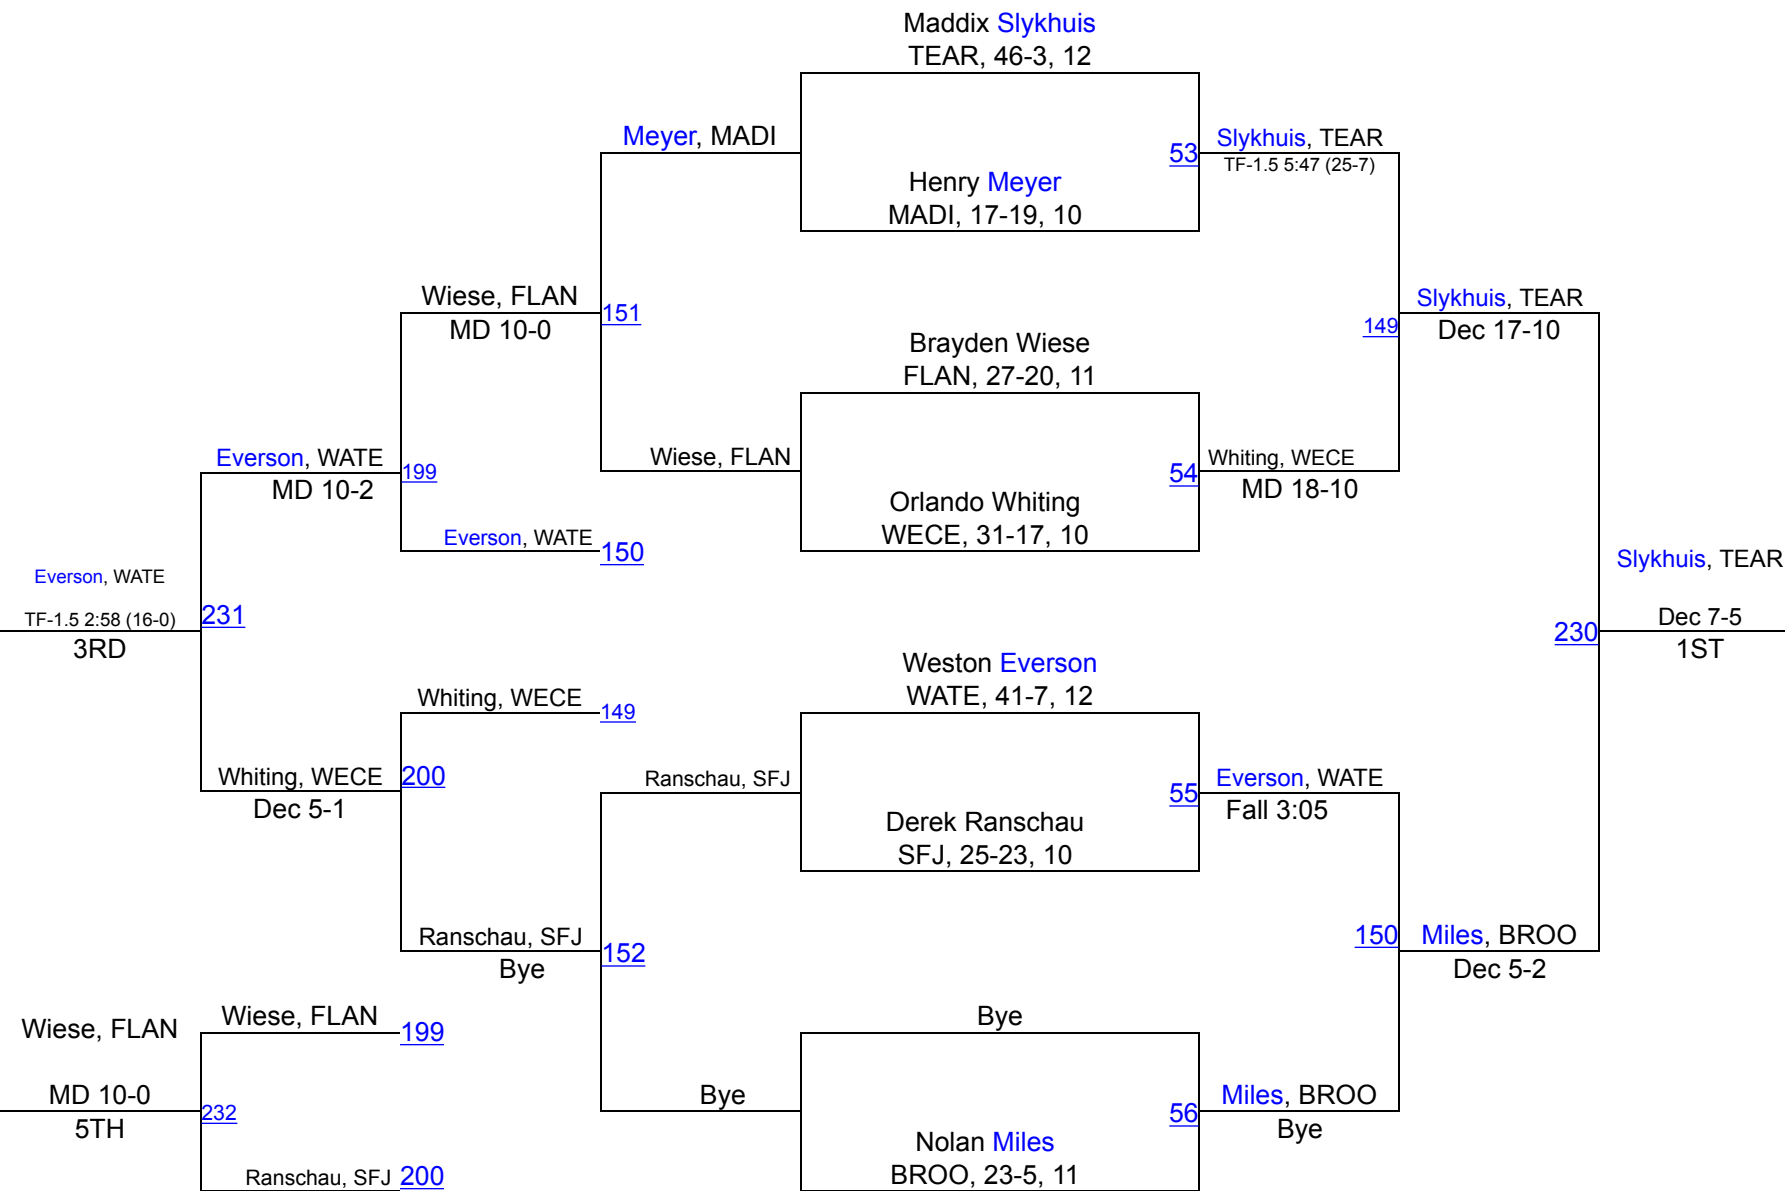 Maddix Slykhuis
TEAR, 46-3, 12
Meyer, MADI
53
Slykhuis, TEAR
TF-1.5 5:47 (25-7)
Henry Meyer
MADI, 17-19, 10
Wiese, FLAN
MD 10-0
151
Slykhuis, TEAR
149
Dec 17-10
Brayden Wiese
FLAN, 27-20, 11
Everson, WATE
MD 10-2
199
Wiese, FLAN
54
Whiting, WECE
MD 18-10
Orlando Whiting
WECE, 31-17, 10
Everson, WATE
150
Everson, WATE
TF-1.5 2:58 (16-0)
3RD
231
Slykhuis, TEAR
230
Dec 7-5
1ST
Weston Everson
WATE, 41-7, 12
Whiting, WECE
149
Whiting, WECE
Dec 5-1
200
Ranschau, SFJ
55
Everson, WATE
Fall 3:05
Derek Ranschau
SFJ, 25-23, 10
Ranschau, SFJ
Bye
152
150
Miles, BROO
Dec 5-2
Wiese, FLAN
Wiese, FLAN
199
Bye
MD 10-0
5TH
232
Bye
56
Miles, BROO
Bye
Nolan Miles
BROO, 23-5, 11
Ranschau, SFJ
200